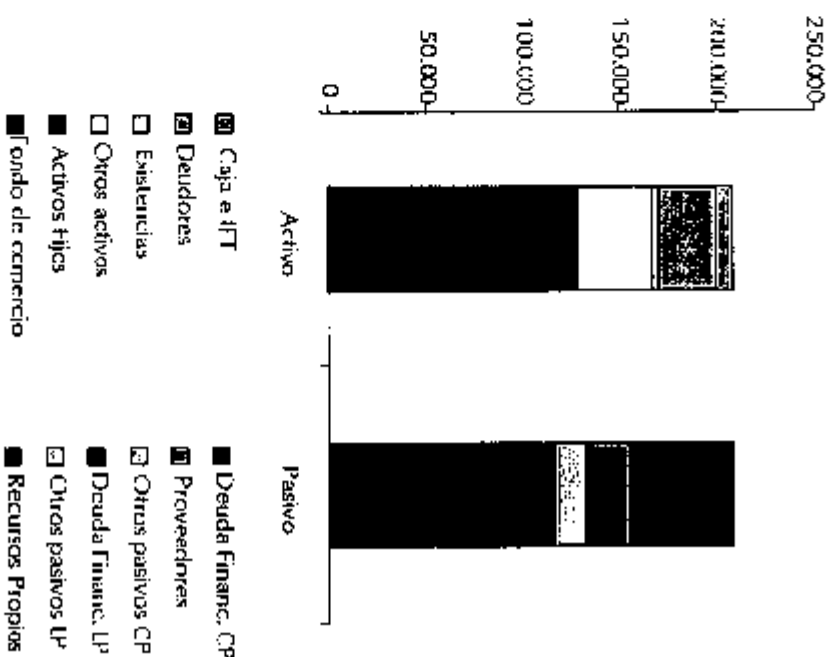 250.000
200.000
150.000
100.000
50.000
0
Activo
Pasivo
Caja e IFT
Deudores
Existencias
Otros activos
Activos Fijos
Fondo de comercio
Deuda Financ. CP
Proveedores
Otros pasivos CP
Deuda Financ. LP
Otros pasivos LP
Recursos Propios